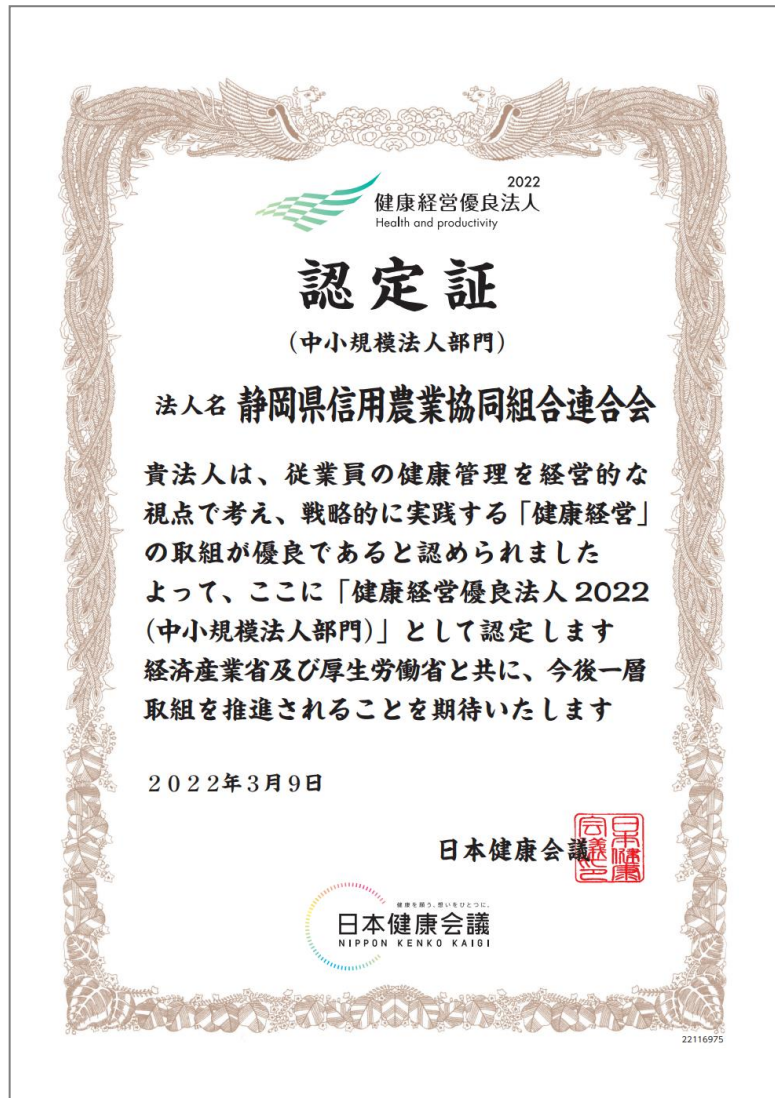 2022
健康経営優良法人
Health and productivity
認定証
(中小規模法人部門)
法人名 静岡県信用農業協同組合連合会
貴法人は、従業員の健康管理を経営的な
視点で考え、戦略的に実践する「健康経営」
の取組が優良であると認められました
よって、ここに「健康経営優良法人2022
(中小規模法人部門)」として認定します
経済産業省及び厚生労働省と共に、今後一層
取組を推進されることを期待いたします
2022年3月9日
日本健康会議
日本健康会議印
健康を願う、想いをひとつに。
日本健康会議
NIPPON KENKO KAIGI
22116975